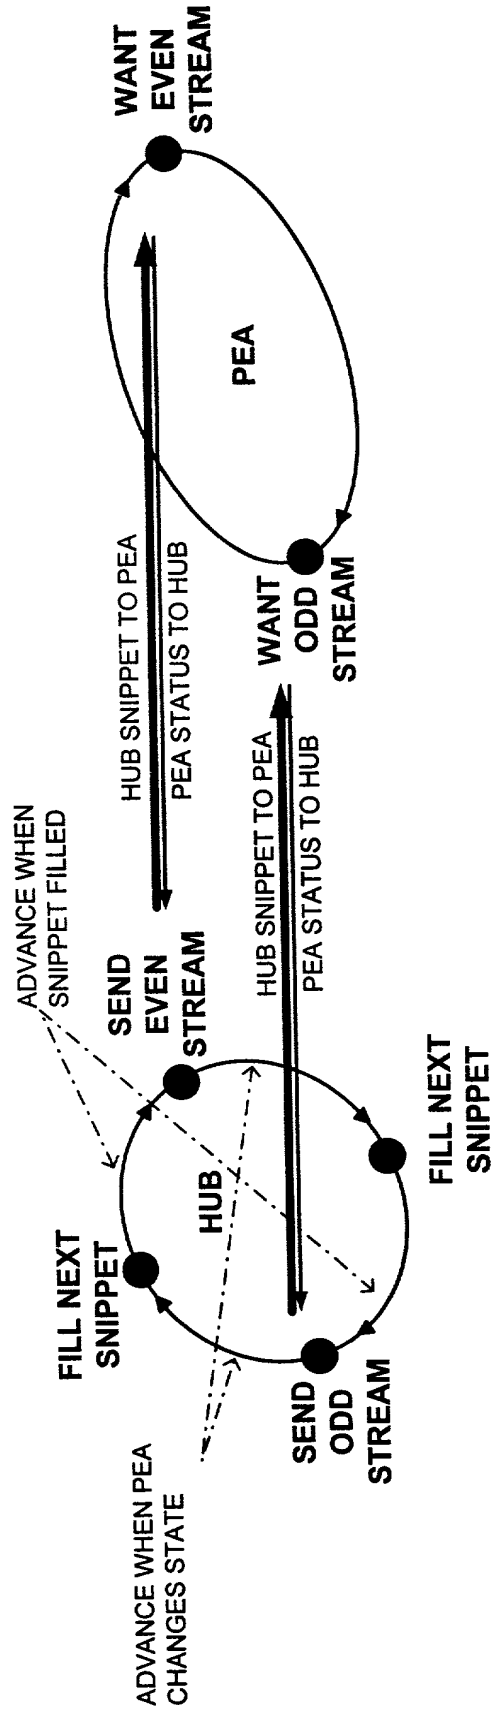 ADVANCE WHEN PEA
CHANGES STATE
FILL NEXT
SNIPPET
SEND
ODD
STREAM
HUB
ADVANCE WHEN
SNIPPET FILLED
SEND
EVEN
STREAM
FILL NEXT
SNIPPET
HUB SNIPPET TO PEA
PEA STATUS TO HUB
HUB SNIPPET TO PEA
PEA STATUS TO HUB
WANT
ODD
STREAM
PEA
WANT
EVEN
STREAM